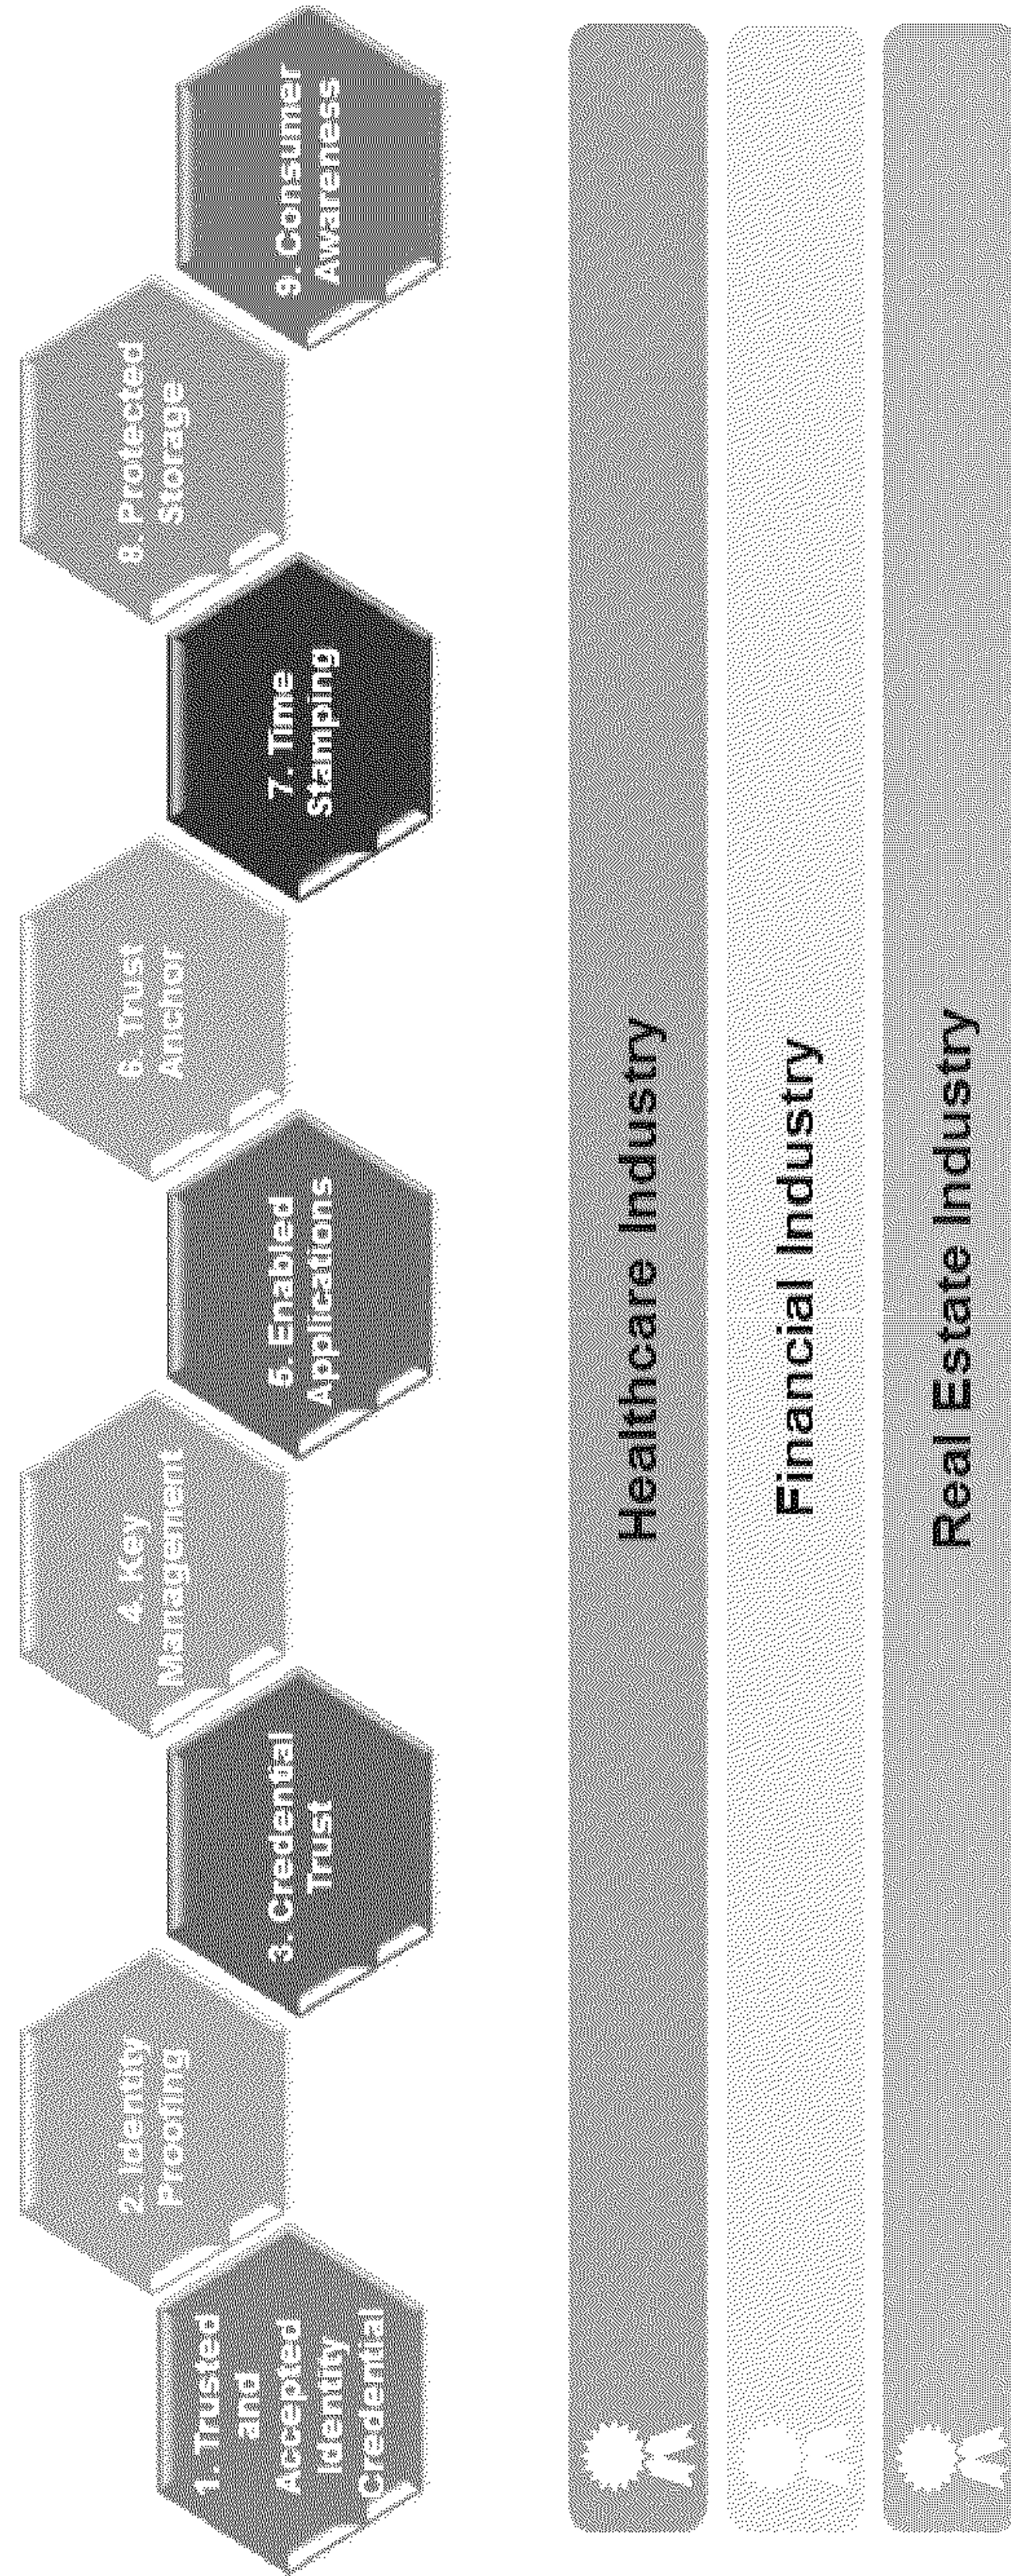 1. Trusted
and
Accepted
Identity
Credential
2. Identity
Proofing
3. Credential
Trust
4. Key
Management
5. Enabled
Applications
6. Trust
Anchor
7. Time
Stamping
8. Protected
Storage
9. Consumer
Awareness
Healthcare Industry
Financial Industry
Real Estate Industry